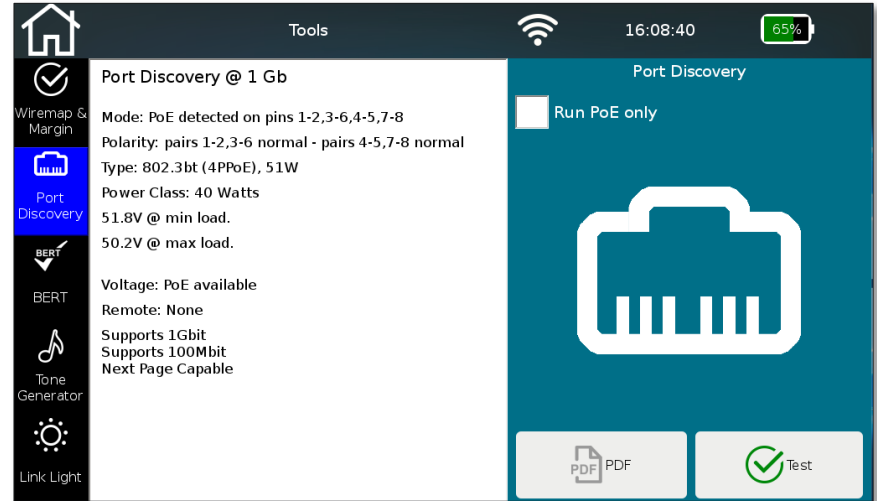 Tools
16:08:40
65%
Wiremap &
Margin
Port
Discovery
BERT
BERT
Tone
Generator
Link Light
Port Discovery @ 1 Gb
Mode: PoE detected on pins 1-2,3-6,4-5,7-8
Polarity: pairs 1-2,3-6 normal - pairs 4-5,7-8 normal
Type: 802.3bt (4PPoE), 51W
Power Class: 40 Watts
51.8V @ min load.
50.2V @ max load.
Voltage: PoE available
Remote: None
Supports 1Gbit
Supports 100Mbit
Next Page Capable
Port Discovery
Run PoE only
PDF
PDF
Test